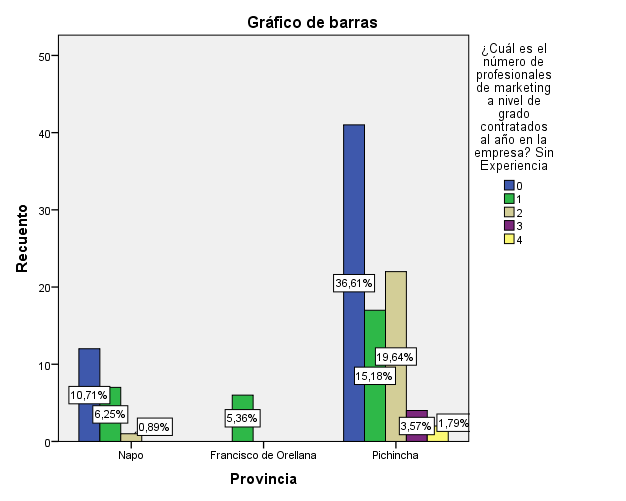 Gráfico de barras
¿Cuál es el
número de
profesionales
de marketing
a nivel de
grado
contratados
al año en la
empresa? Sin
Experiencia
0
1
2
3
4
Recuento
50
40
30
20
10
0
10,71%
6,25%
0,89%
5,36%
36,61%
15,18%
19,64%
3,57%
1,79%
Napo
Francisco de Orellana
Pichincha
Provincia